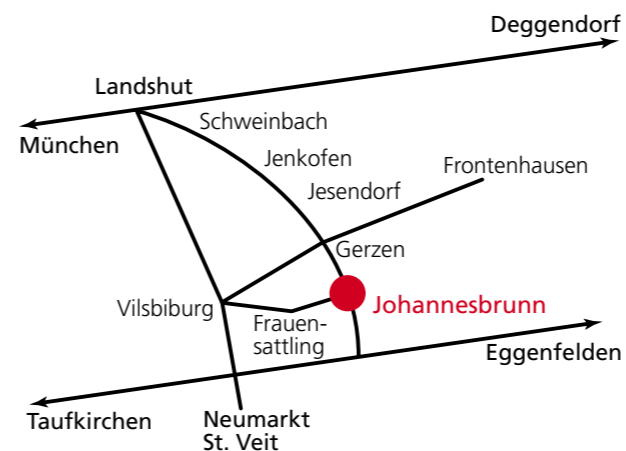 Deggendorf
Landshut
München
Schweinbach
Jenkofen
Jesendorf
Frontenhausen
Gerzen
Vilsbiburg
Johannesbrunn
Frauen-
sattling
Eggenfelden
Taufkirchen
Neumarkt
St. Veit